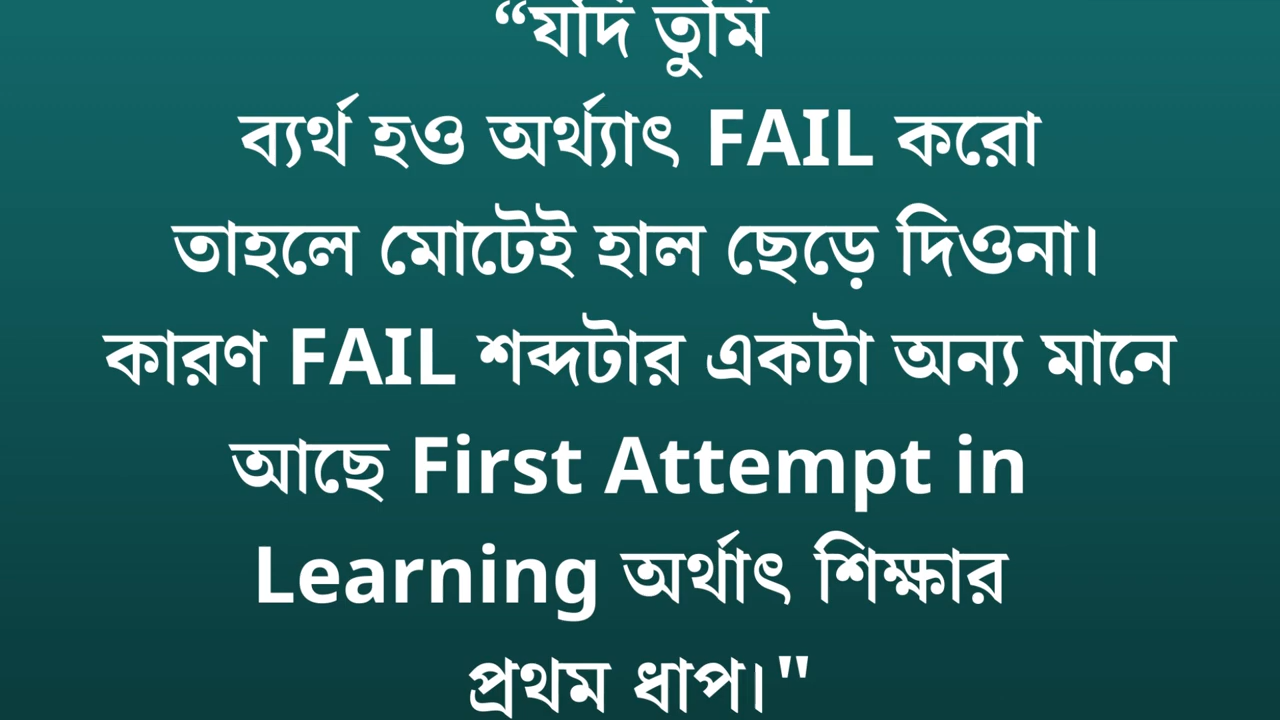 “যদি তুমি
ব্যর্থ হও অর্থ্যাৎ FAIL করো
তাহলে মোটেই হাল ছেড়ে দিওনা।
কারণ FAIL শব্দটার একটা অন্য মানে
আছে First Attempt in
Learning অর্থাৎ শিক্ষার
প্রথম ধাপ।"